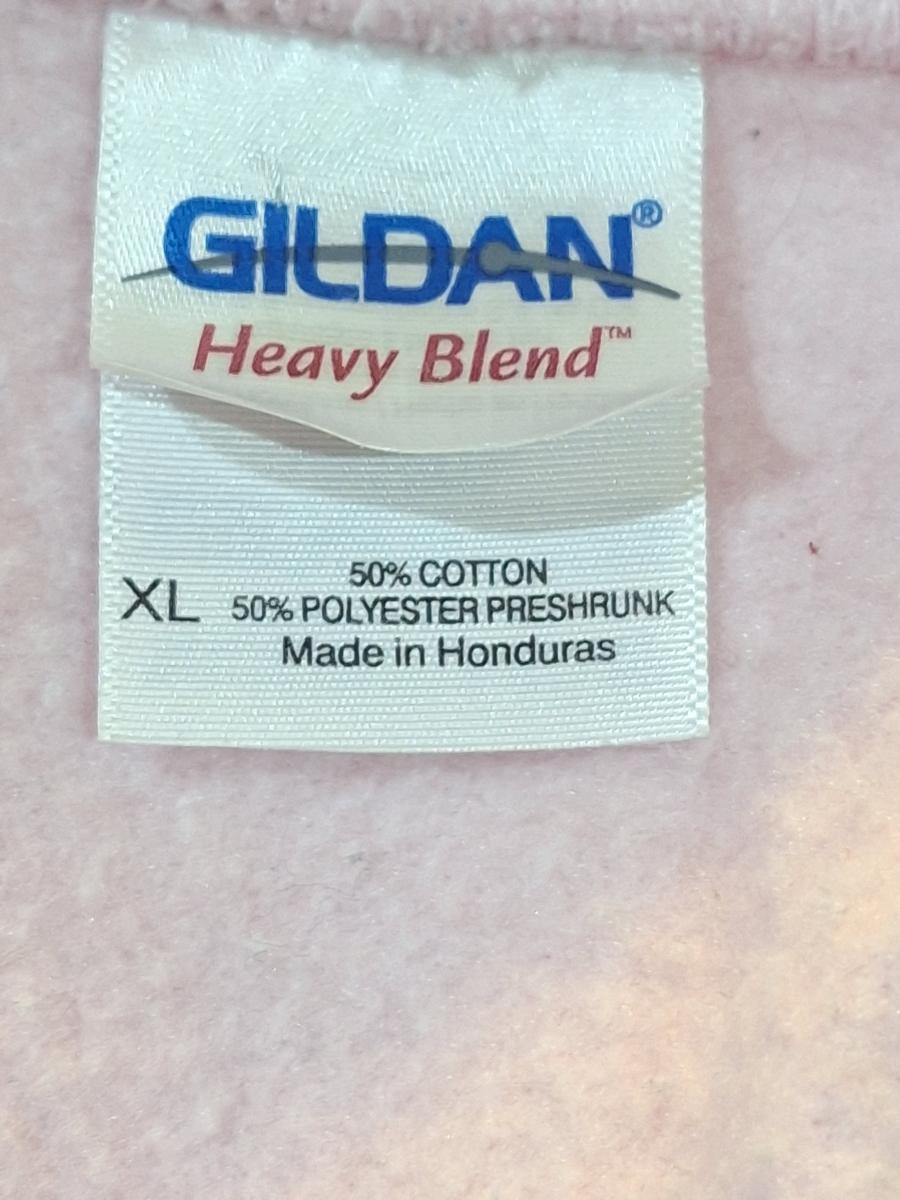 GILDAN®
Heavy Blend™
50% COTTON
XL 50% POLYESTER PRESHRUNK
Made in Honduras